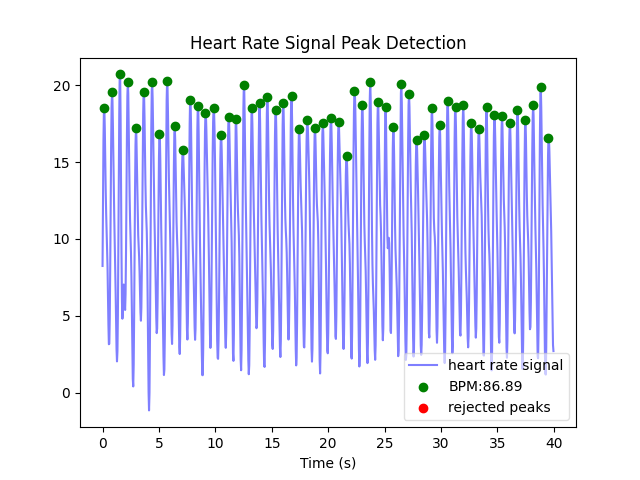 Heart Rate Signal Peak Detection
20
15
10
5
0
heart rate signal
BPM:86.89
rejected peaks
0 5 10 15 20 25 30 35 40
Time (s)